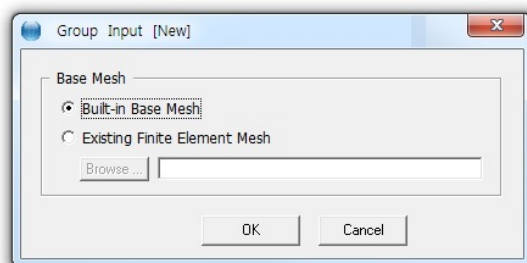 Group Input [New]
Base Mesh
Built-in Base Mesh
Existing Finite Element Mesh
Browse ...
OK Cancel